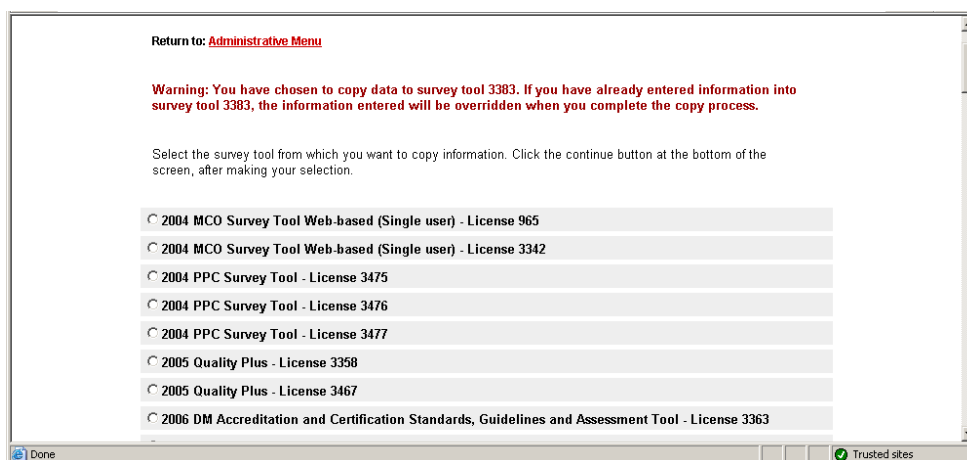 Return to: Administrative Menu
Warning: You have chosen to copy data to survey tool 3383. If you have already entered information into
survey tool 3383, the information entered will be overridden when you complete the copy process.
Select the survey tool from which you want to copy information. Click the continue button at the bottom of the
screen, after making your selection.
2004 MCO Survey Tool Web-based (Single user) - License 965
2004 MCO Survey Tool Web-based (Single user) - License 3342
2004 PPC Survey Tool - License 3475
2004 PPC Survey Tool - License 3476
2004 PPC Survey Tool - License 3477
2005 Quality Plus - License 3358
2005 Quality Plus - License 3467
2006 DM Accreditation and Certification Standards, Guidelines and Assessment Tool - License 3363
Done
Trusted sites